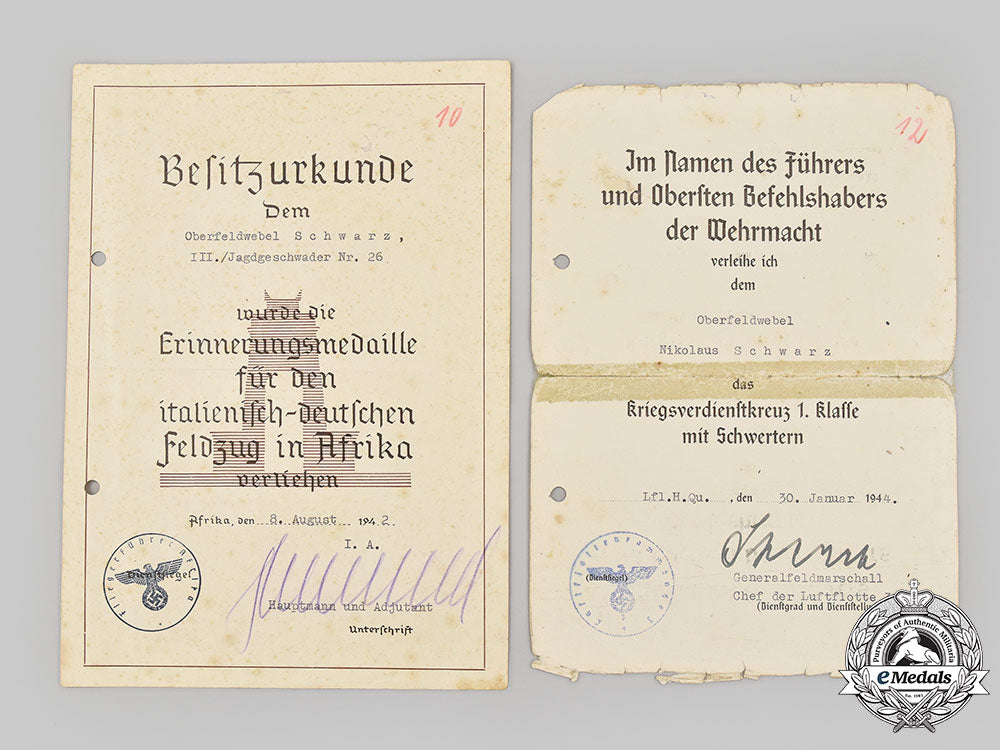 10
Besitzurkunde
Dem
Oberfeldwebel Schwarz,
III./Jagdgeschwader Nr. 26
wurde die
Erinnerungsmedaille
für den
italienisch-deutschen
Feldzug in Afrika
verliehen
Afrika, den 8. August 1942.
I. A.
Fliegerführer Afrika
Dienstsiegel
Hauptmann und Adjutant
Unterschrift
12
Im Namen des Führers
und Obersten Befehlshabers
der Wehrmacht
verleihe ich
dem
Oberfeldwebel
Nikolaus Schwarz
das
Kriegsverdienstkreuz 1. Klasse
mit Schwertern
Lfl.H.Qu., den 30. Januar 1944.
(Dienstsiegel)
Generalfeldmarschall
Chef der Luftflotte
(Dienstgrad und Dienststellung
Purveyors of Authentic Militaria
eMedals